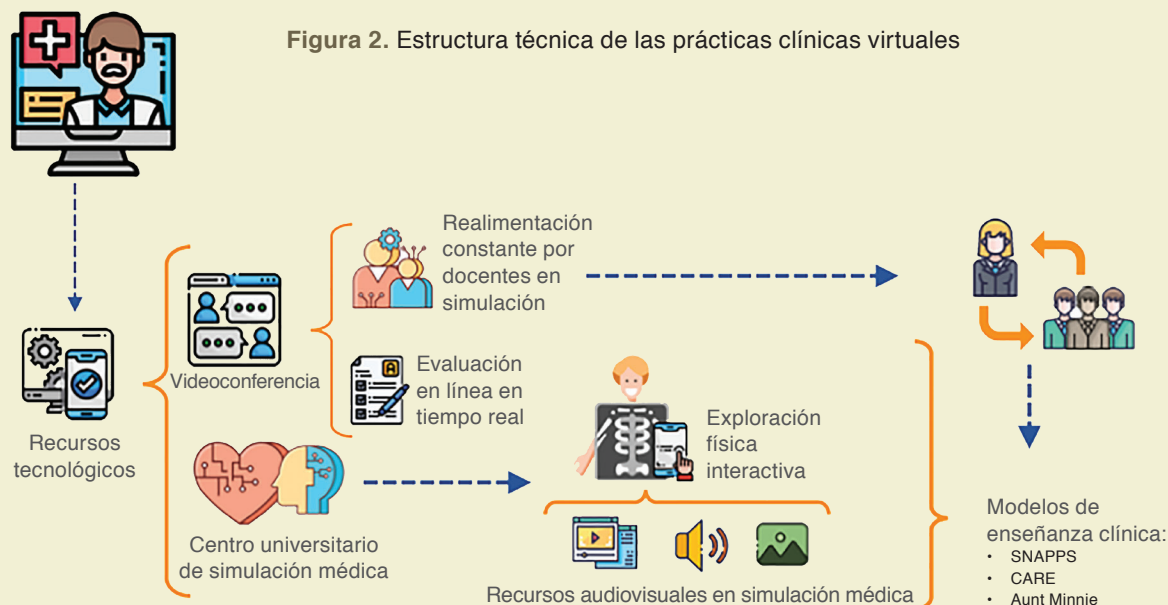 Figura 2. Estructura técnica de las prácticas clínicas virtuales
Realimentación
constante por
docentes en
simulación
Videoconferencia
Evaluación
en línea en
tiempo real
Recursos
tecnológicos
Exploración
física
interactiva
Centro universitario
de simulación médica
Recursos audiovisuales en simulación médica
Modelos de
enseñanza clínica:
• SNAPPS
• CARE
• Aunt Minnie